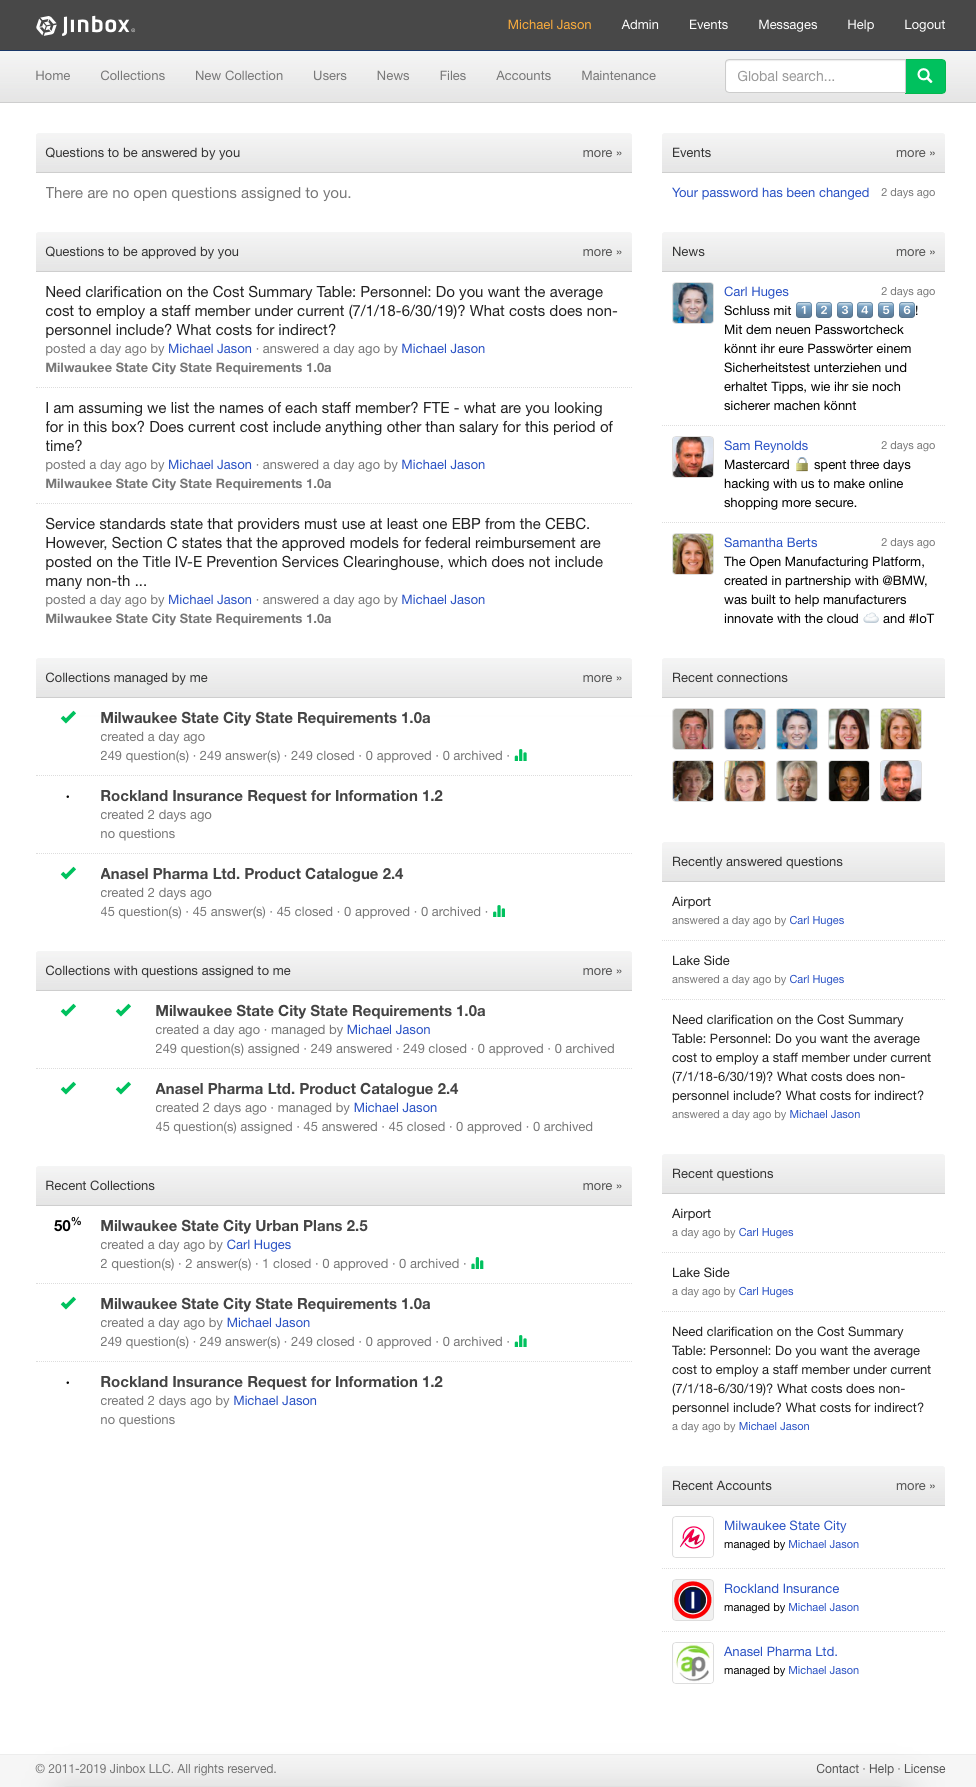 Jinbox
Michael Jason Admin Events Messages Help Logout
Home Collections New Collection Users News Files Accounts Maintenance
Global search...
Questions to be answered by you more »
There are no open questions assigned to you.
Questions to be approved by you more »
Need clarification on the Cost Summary Table: Personnel: Do you want the average
cost to employ a staff member under current (7/1/18-6/30/19)? What costs does non-
personnel include? What costs for indirect?
posted a day ago by Michael Jason · answered a day ago by Michael Jason
Milwaukee State City State Requirements 1.0a
I am assuming we list the names of each staff member? FTE - what are you looking
for in this box? Does current cost include anything other than salary for this period of
time?
posted a day ago by Michael Jason · answered a day ago by Michael Jason
Milwaukee State City State Requirements 1.0a
Service standards state that providers must use at least one EBP from the CEBC.
However, Section C states that the approved models for federal reimbursement are
posted on the Title IV-E Prevention Services Clearinghouse, which does not include
many non-th ...
posted a day ago by Michael Jason · answered a day ago by Michael Jason
Milwaukee State City State Requirements 1.0a
Collections managed by me more »
Milwaukee State City State Requirements 1.0a
created a day ago
249 question(s) · 249 answer(s) · 249 closed · 0 approved · 0 archived ·
Rockland Insurance Request for Information 1.2
created 2 days ago
no questions
Anasel Pharma Ltd. Product Catalogue 2.4
created 2 days ago
45 question(s) · 45 answer(s) · 45 closed · 0 approved · 0 archived ·
Collections with questions assigned to me more »
Milwaukee State City State Requirements 1.0a
created a day ago · managed by Michael Jason
249 question(s) assigned · 249 answered · 249 closed · 0 approved · 0 archived
Anasel Pharma Ltd. Product Catalogue 2.4
created 2 days ago · managed by Michael Jason
45 question(s) assigned · 45 answered · 45 closed · 0 approved · 0 archived
Recent Collections more »
50%
Milwaukee State City Urban Plans 2.5
created a day ago by Carl Huges
2 question(s) · 2 answer(s) · 1 closed · 0 approved · 0 archived ·
Milwaukee State City State Requirements 1.0a
created a day ago by Michael Jason
249 question(s) · 249 answer(s) · 249 closed · 0 approved · 0 archived ·
Rockland Insurance Request for Information 1.2
created 2 days ago by Michael Jason
no questions
Events more »
Your password has been changed 2 days ago
News more »
Carl Huges 2 days ago
Schluss mit 1 2 3 4 5 6!
Mit dem neuen Passwortcheck
könnt ihr eure Passwörter einem
Sicherheitstest unterziehen und
erhaltet Tipps, wie ihr sie noch
sicherer machen könnt
Sam Reynolds 2 days ago
Mastercard 🔒 spent three days
hacking with us to make online
shopping more secure.
Samantha Berts 2 days ago
The Open Manufacturing Platform,
created in partnership with @BMW,
was built to help manufacturers
innovate with the cloud ☁️ and #IoT
Recent connections
Recently answered questions
Airport
answered a day ago by Carl Huges
Lake Side
answered a day ago by Carl Huges
Need clarification on the Cost Summary
Table: Personnel: Do you want the average
cost to employ a staff member under current
(7/1/18-6/30/19)? What costs does non-
personnel include? What costs for indirect?
answered a day ago by Michael Jason
Recent questions
Airport
a day ago by Carl Huges
Lake Side
a day ago by Carl Huges
Need clarification on the Cost Summary
Table: Personnel: Do you want the average
cost to employ a staff member under current
(7/1/18-6/30/19)? What costs does non-
personnel include? What costs for indirect?
a day ago by Michael Jason
Recent Accounts more »
Milwaukee State City
managed by Michael Jason
Rockland Insurance
managed by Michael Jason
ap
Anasel Pharma Ltd.
managed by Michael Jason
© 2011-2019 Jinbox LLC. All rights reserved.
Contact · Help · License